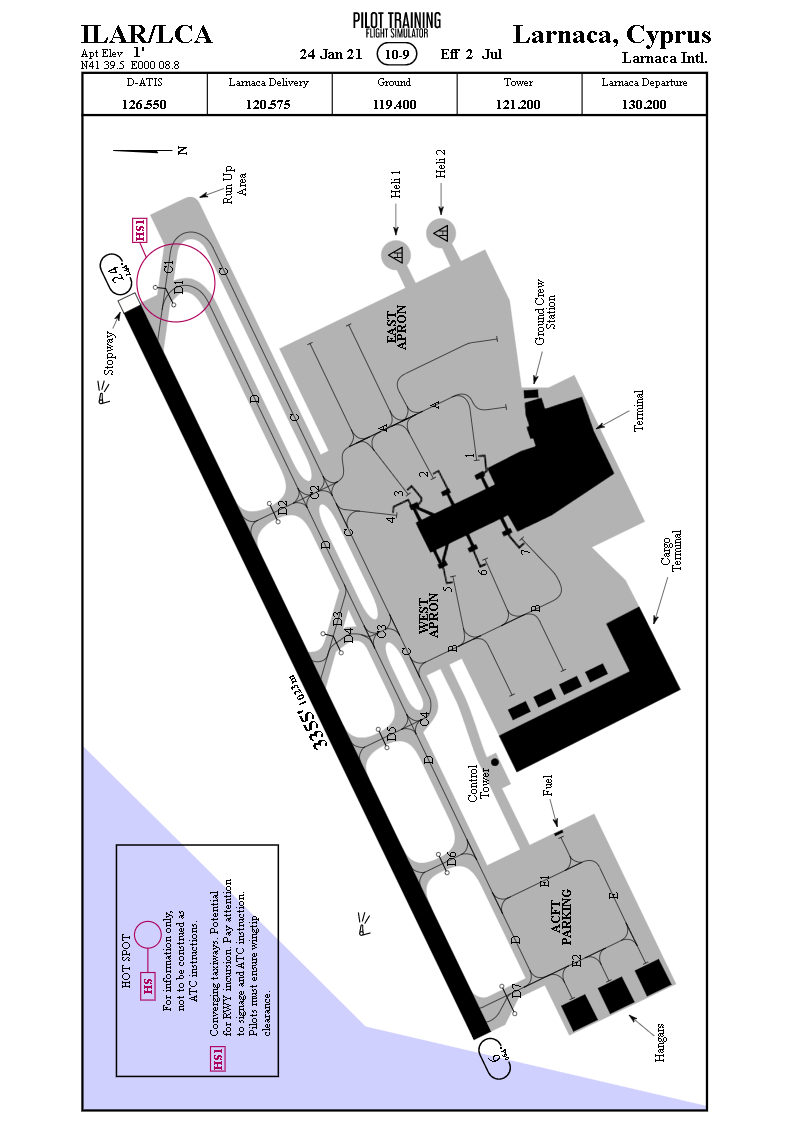 ILAR/LCA
Apt Elev 1'
N41 39.5 E000 08.8
PILOT TRAINING
FLIGHT SIMULATOR
24 Jan 21 10-9 Eff 2 Jul
Larnaca, Cyprus
Larnaca Intl.
D-ATIS
126.550
Larnaca Delivery
120.575
Ground
119.400
Tower
121.200
Larnaca Departure
130.200
N
Run Up
Area
Heli 1
Heli 2
HS1
24
C1
D1
C
Stopway
EAST
APRON
Ground Crew
Station
Terminal
D
C
A
A
1
2
3
4
D2
C2
D
C
5
6
7
WEST
APRON
Cargo
Terminal
D3
D4
C3
C
B
B
3355' 1023m
D5
C4
D
Control
Tower
Fuel
D6
E1
E
ACFT
PARKING
D
E2
D7
Hangars
6
HOT SPOT
HS
For information only,
not to be construed as
ATC instructions.
HS1
Converging taxiways. Potential
for RWY incursion. Pay attention
to signage and ATC instruction.
Pilots must ensure wingtip
clearance.